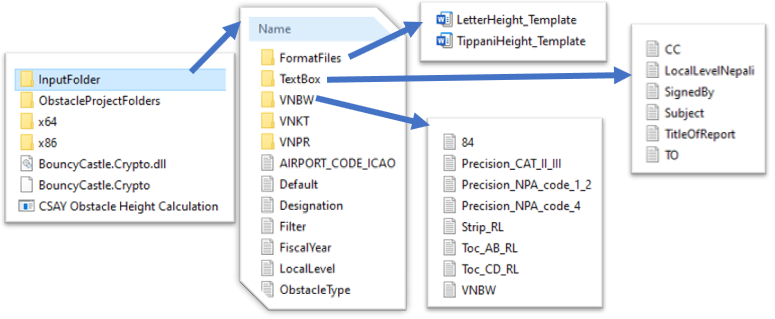 InputFolder
ObstacleProjectFolders
x64
x86
BouncyCastle.Crypto.dll
BouncyCastle.Crypto
CSAY Obstacle Height Calculation
Name
FormatFiles
TextBox
VNBW
VNKT
VNPR
AIRPORT_CODE_ICAO
Default
Designation
Filter
FiscalYear
LocalLevel
ObstacleType
LetterHeight_Template
TippaniHeight_Template
84
Precision_CAT_II_III
Precision_NPA_code_1_2
Precision_NPA_code_4
Strip_RL
Toc_AB_RL
Toc_CD_RL
VNBW
CC
LocalLevelNepali
SignedBy
Subject
TitleOfReport
TO